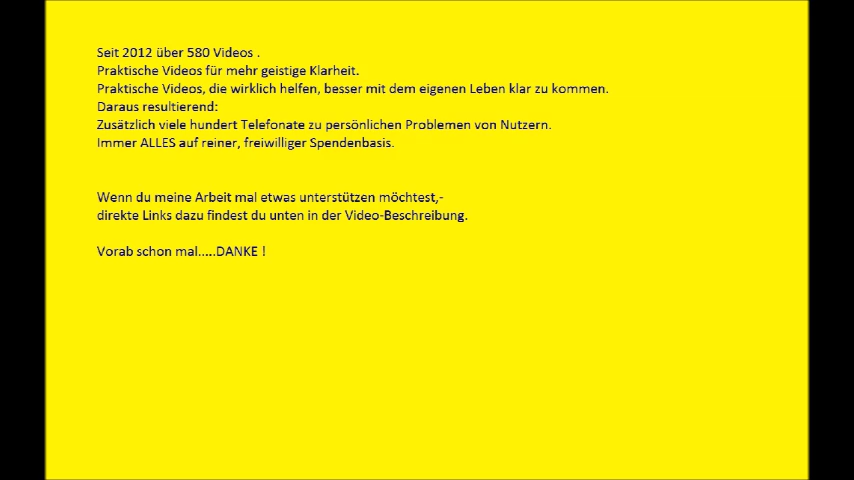 Seit 2012 über 580 Videos .
Praktische Videos für mehr geistige Klarheit.
Praktische Videos, die wirklich helfen, besser mit dem eigenen Leben klar zu kommen.
Daraus resultierend:
Zusätzlich viele hundert Telefonate zu persönlichen Problemen von Nutzern.
Immer ALLES auf reiner, freiwilliger Spendenbasis.
Wenn du meine Arbeit mal etwas unterstützen möchtest,-
direkte Links dazu findest du unten in der Video-Beschreibung.
Vorab schon mal.....DANKE !